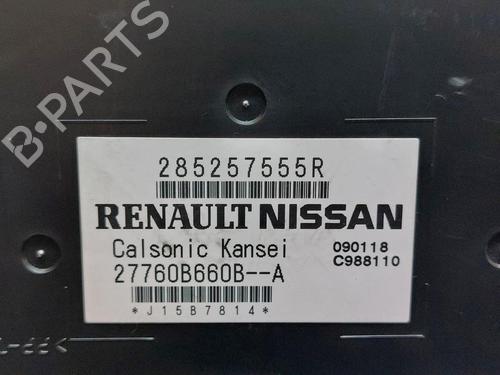 B-PARTS
285257555R
RENAULT NISSAN
Calsonic Kansei 090118
27760B660B--A C988110
*J15B7814*